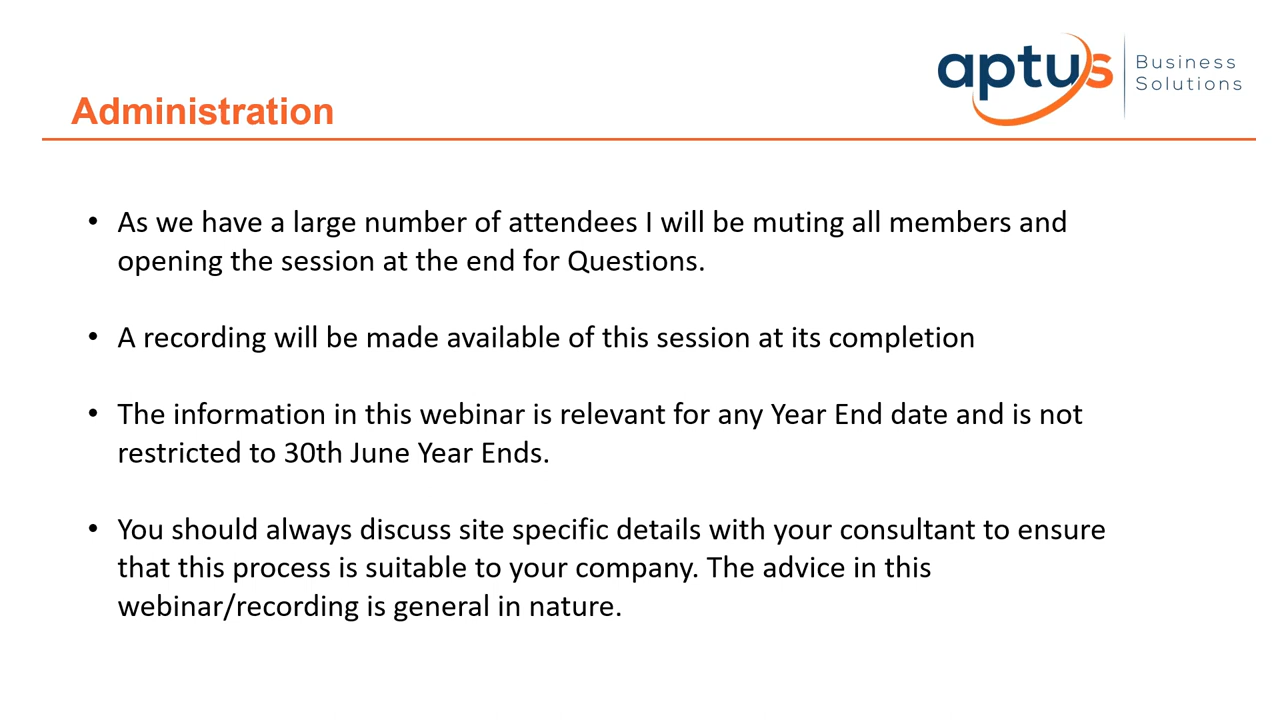 aptus
Business
Solutions
Administration
• As we have a large number of attendees I will be muting all members and
opening the session at the end for Questions.
• A recording will be made available of this session at its completion
• The information in this webinar is relevant for any Year End date and is not
restricted to 30th June Year Ends.
• You should always discuss site specific details with your consultant to ensure
that this process is suitable to your company. The advice in this
webinar/recording is general in nature.